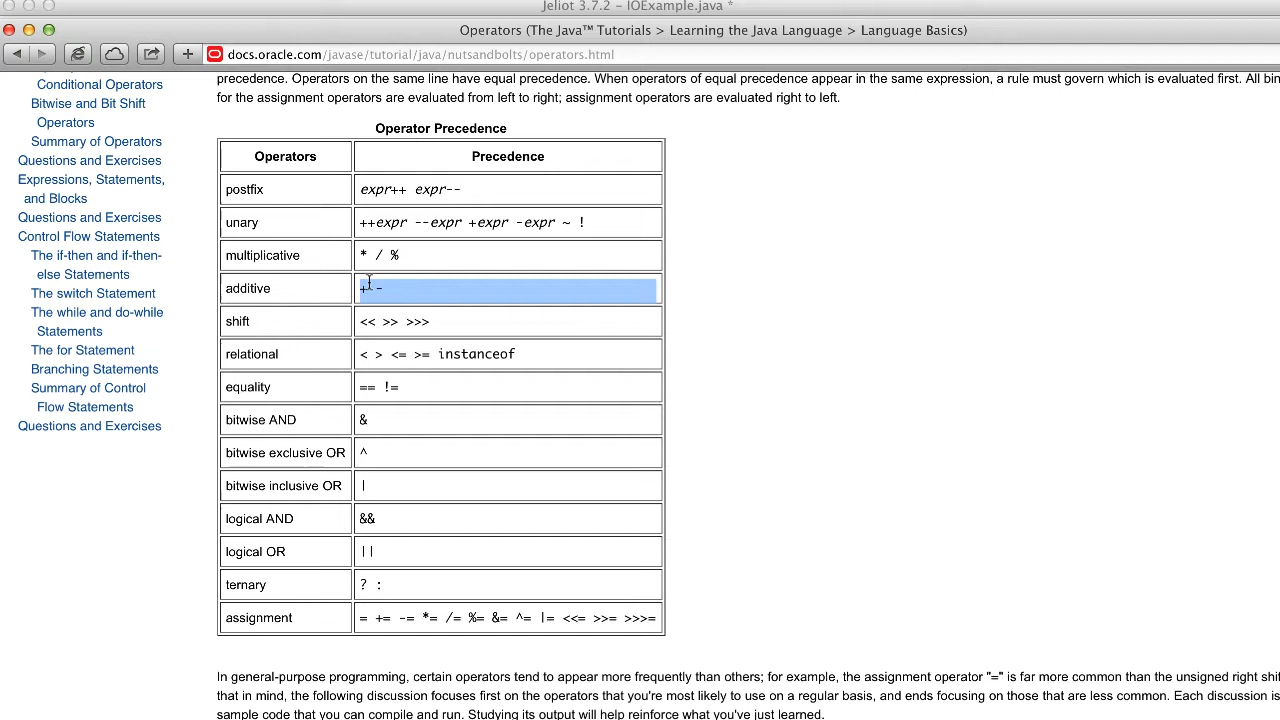 Jeliot 3.7.2 - IOExample.java *
Operators (The Java™ Tutorials > Learning the Java Language > Language Basics)
docs.oracle.com/javase/tutorial/java/nutsandbolts/operators.html
Conditional Operators
Bitwise and Bit Shift
Operators
Summary of Operators
Questions and Exercises
Expressions, Statements,
and Blocks
Questions and Exercises
Control Flow Statements
The if-then and if-then-
else Statements
The switch Statement
The while and do-while
Statements
The for Statement
Branching Statements
Summary of Control
Flow Statements
Questions and Exercises
precedence. Operators on the same line have equal precedence. When operators of equal precedence appear in the same expression, a rule must govern which is evaluated first. All bin
for the assignment operators are evaluated from left to right; assignment operators are evaluated right to left.
Operator Precedence
Operators Precedence
postfix expr++ expr--
unary ++expr --expr +expr -expr ~ !
multiplicative * / %
additive + -
shift << >> >>>
relational < > <= >= instanceof
equality == !=
bitwise AND &
bitwise exclusive OR ^
bitwise inclusive OR |
logical AND &&
logical OR ||
ternary ? :
assignment = += -= *= /= %= &= ^= |= <<= >>= >>>=
In general-purpose programming, certain operators tend to appear more frequently than others; for example, the assignment operator "=" is far more common than the unsigned right shif
that in mind, the following discussion focuses first on the operators that you're most likely to use on a regular basis, and ends focusing on those that are less common. Each discussion is
sample code that you can compile and run. Studying its output will help reinforce what you've just learned.